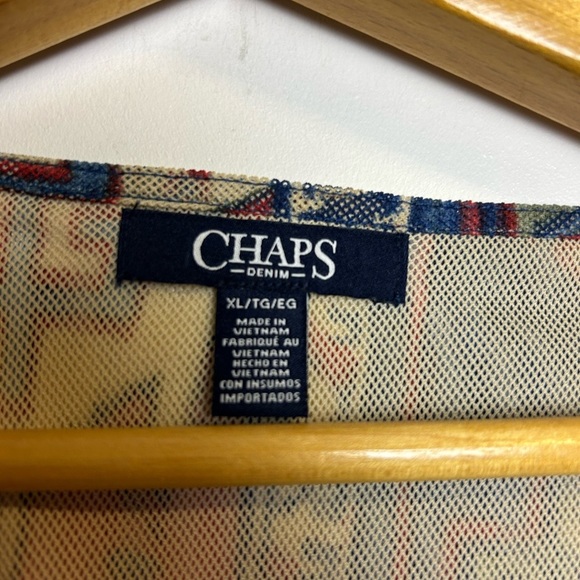 CHAPS
DENIM
XL/TG/EG
MADE IN
VIETNAM
FABRIQUÉ AU
VIETNAM
HECHO EN
VIETNAM
CON INSUMOS
IMPORTADOS